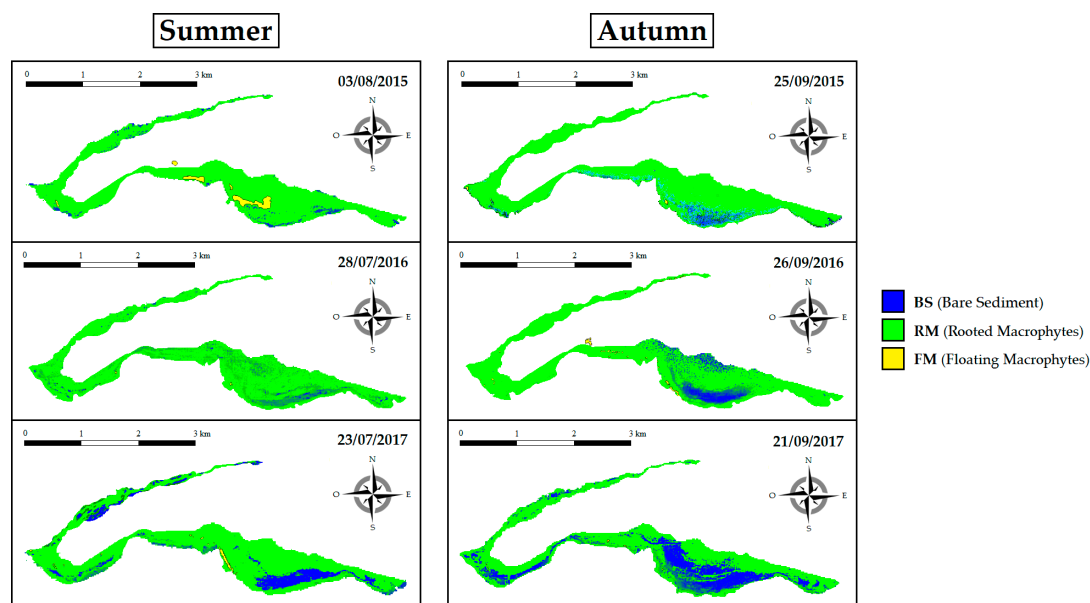 Summer
Autumn
0 1 2 3 km
03/08/2015
N
O E
S
0 1 2 3 km
25/09/2015
N
O E
S
0 1 2 3 km
28/07/2016
N
O E
S
0 1 2 3 km
26/09/2016
N
O E
S
BS (Bare Sediment)
RM (Rooted Macrophytes)
FM (Floating Macrophytes)
0 1 2 3 km
23/07/2017
N
O E
S
0 1 2 3 km
21/09/2017
N
O E
S